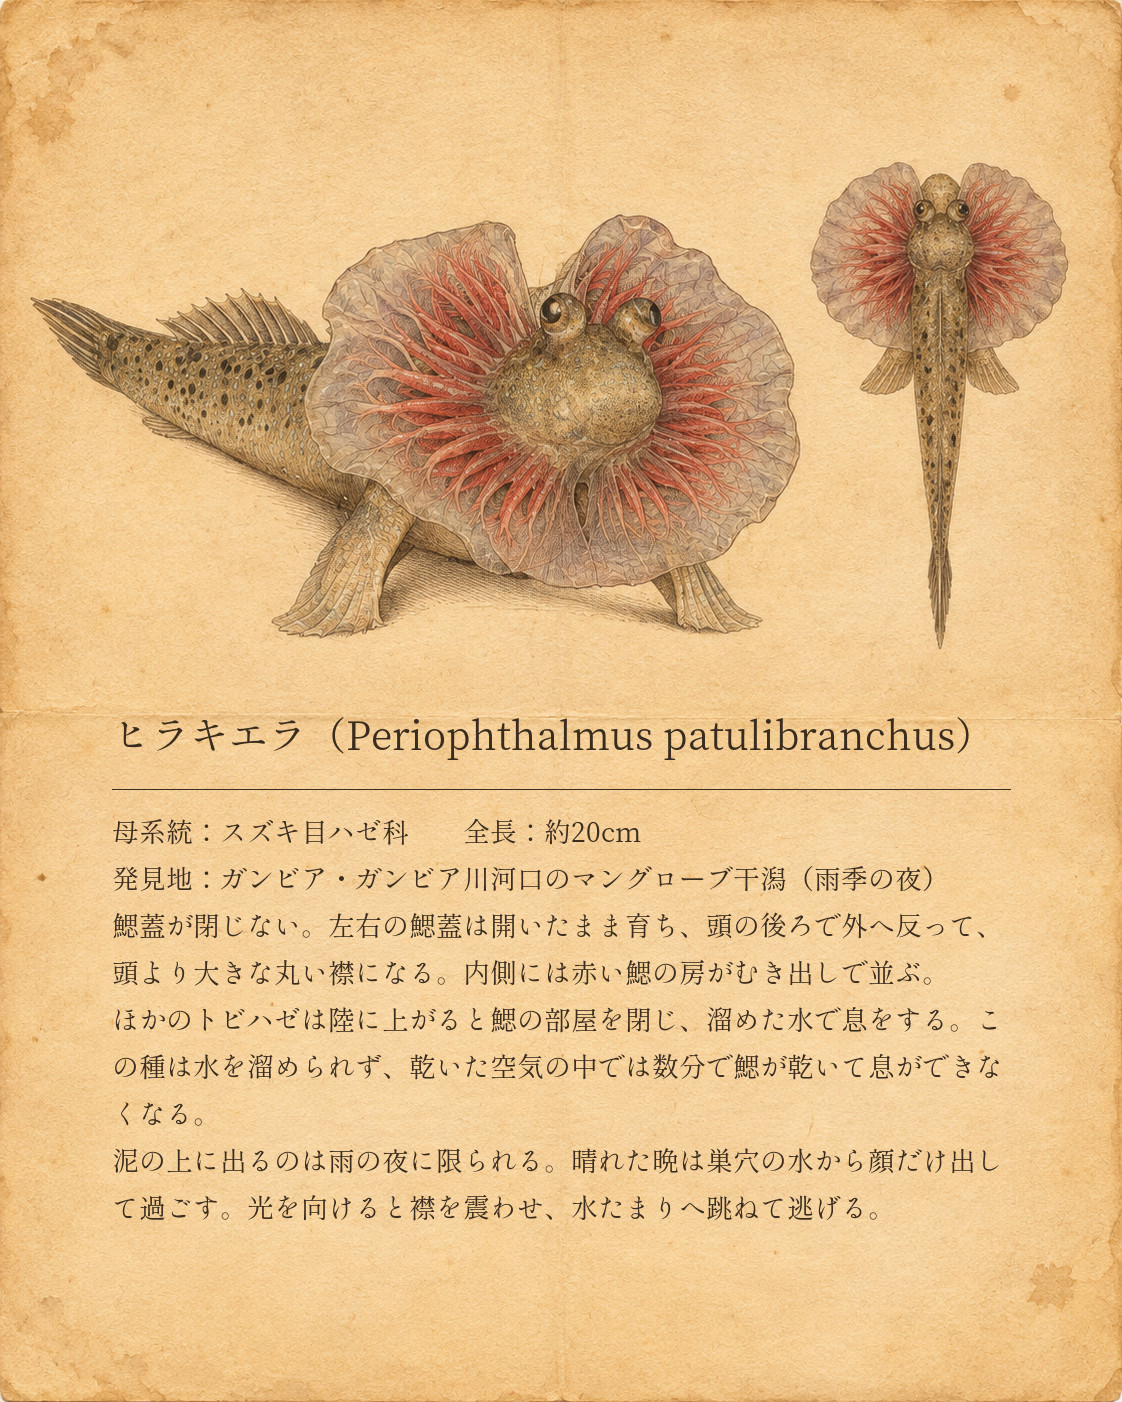 ヒラキエラ（Periophthalmus patulibranchus）
母系統：スズキ目ハゼ科　　全長：約20cm
発見地：ガンビア・ガンビア川河口のマングローブ干潟（雨季の夜）
鰓蓋が閉じない。左右の鰓蓋は開いたまま育ち、頭の後ろで外へ反って、
頭より大きな丸い襟になる。内側には赤い鰓の房がむき出しで並ぶ。
ほかのトビハゼは陸に上がると鰓の部屋を閉じ、溜めた水で息をする。こ
の種は水を溜められず、乾いた空気の中では数分で鰓が乾いて息ができな
くなる。
泥の上に出るのは雨の夜に限られる。晴れた晩は巣穴の水から顔だけ出し
て過ごす。光を向けると襟を震わせ、水たまりへ跳ねて逃げる。